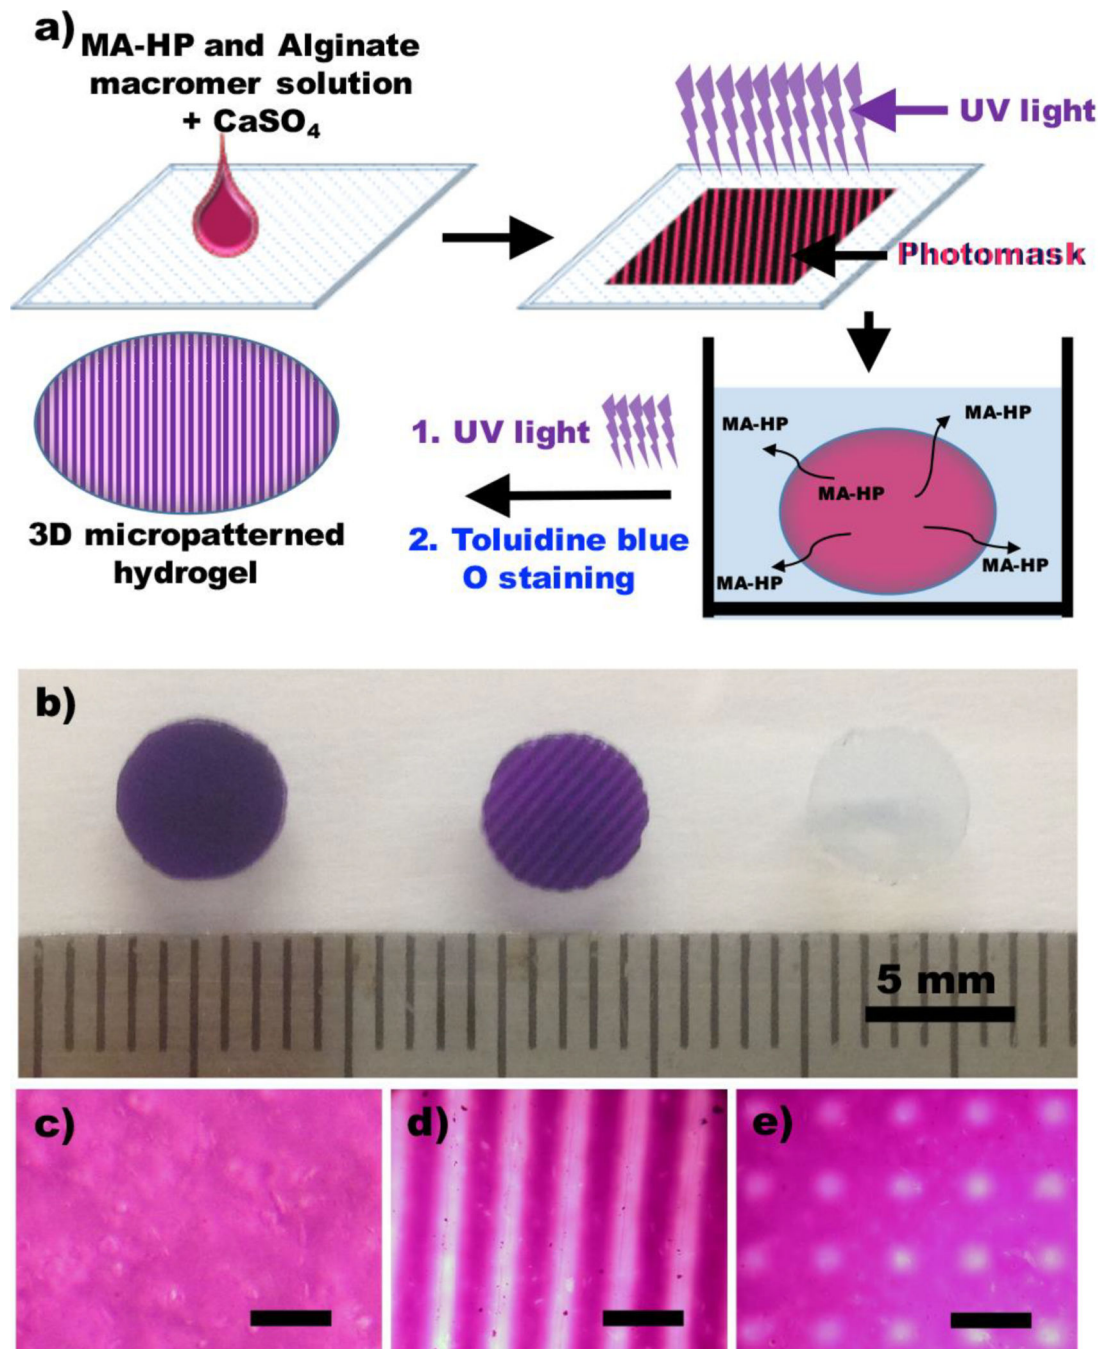 a)
MA-HP and Alginate
macromer solution
+ CaSO4
UV light
Photomask
MA-HP
MA-HP
MA-HP
MA-HP
MA-HP
1. UV light
2. Toluidine blue
O staining
3D micropatterned
hydrogel
b)
5 mm
c)
d)
e)